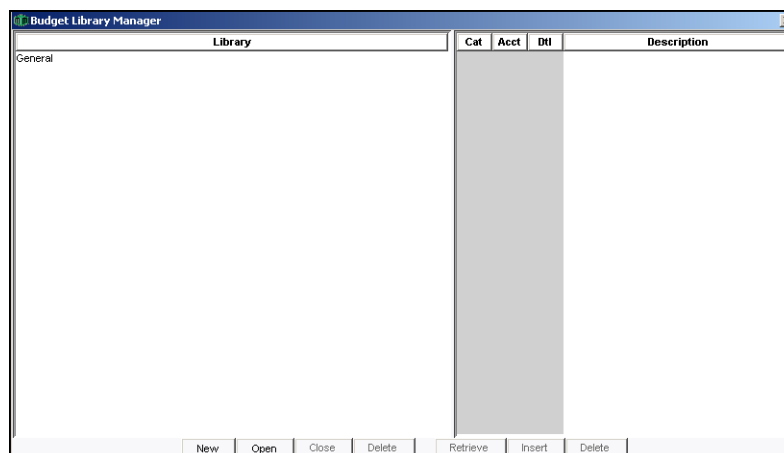 Budget Library Manager
Library Cat Acct Dtl Description
General
New Open Close Delete Retrieve Insert Delete